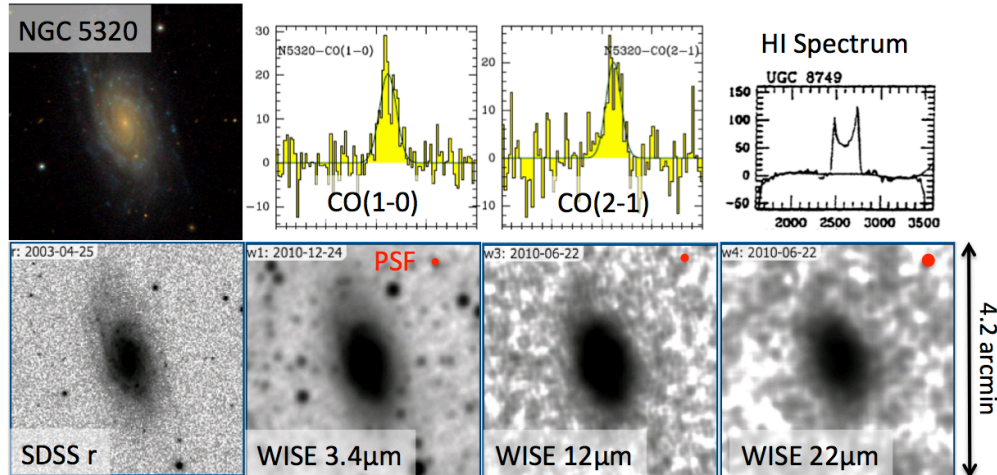 NGC 5320
30
20
10
0
-10
N5320-CO(1-0)
CO(1-0)
20
10
0
-10
N5320-CO(2-1)
CO(2-1)
HI Spectrum
UGC 8749
150
100
50
0
-50
2000
2500
3000
3500
r: 2003-04-25
SDSS r
w1: 2010-12-24
PSF
WISE 3.4μm
w3: 2010-06-22
WISE 12μm
w4: 2010-06-22
WISE 22μm
4.2 arcmin